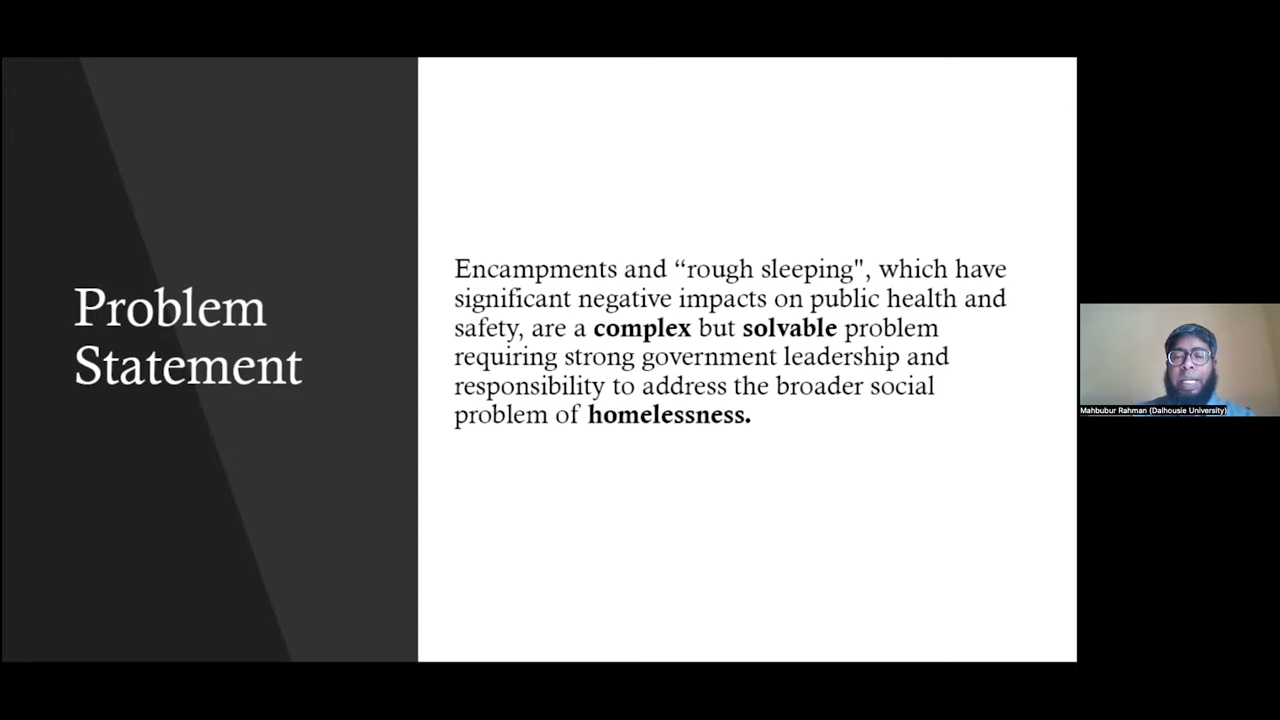 Problem
Statement
Encampments and “rough sleeping", which have
significant negative impacts on public health and
safety, are a complex but solvable problem
requiring strong government leadership and
responsibility to address the broader social
problem of homelessness.
Mahbubur Rahman (Dalhousie University)